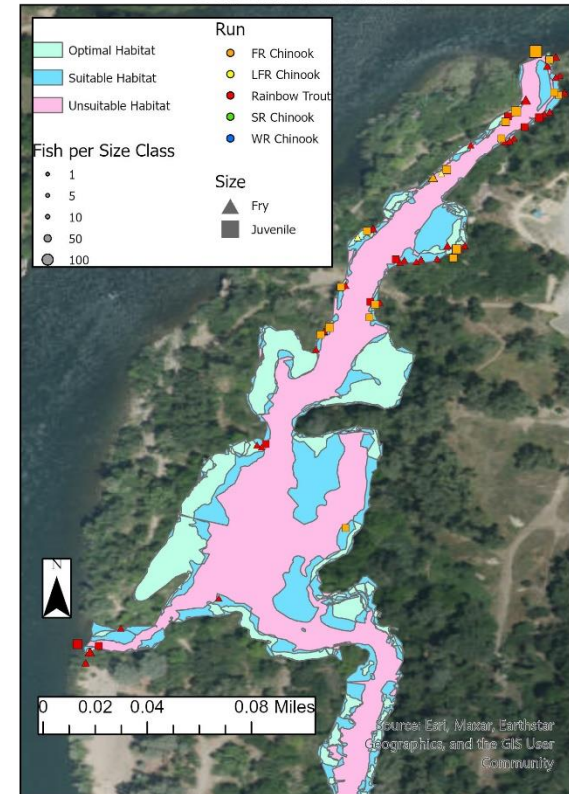 Optimal Habitat
Suitable Habitat
Unsuitable Habitat
Fish per Size Class
1
5
10
50
100
Run
FR Chinook
LFR Chinook
Rainbow Trout
SR Chinook
WR Chinook
Size
Fry
Juvenile
N
0 0.02 0.04 0.08 Miles
Source: Esri, Maxar, Earthstar
Geographics, and the GIS User
Community